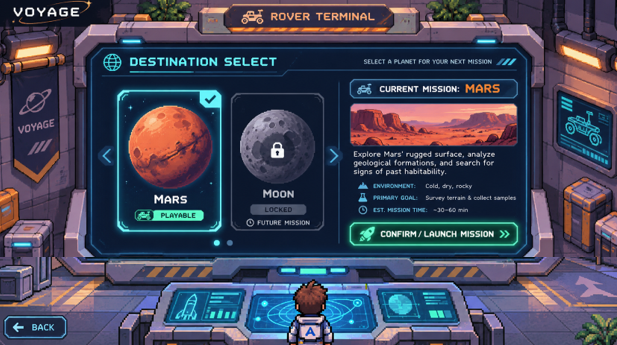 VOYAGE
ROVER TERMINAL
DESTINATION SELECT
SELECT A PLANET FOR YOUR NEXT MISSION
VOYAGE
MARS
PLAYABLE
MOON
LOCKED
FUTURE MISSION
CURRENT MISSION: MARS
Explore Mars' rugged surface, analyze
geological formations, and search for
signs of past habitability.
ENVIRONMENT: Cold, dry, rocky
PRIMARY GOAL: Survey terrain & collect samples
EST. MISSION TIME: ~30–60 min
CONFIRM / LAUNCH MISSION
A
BACK